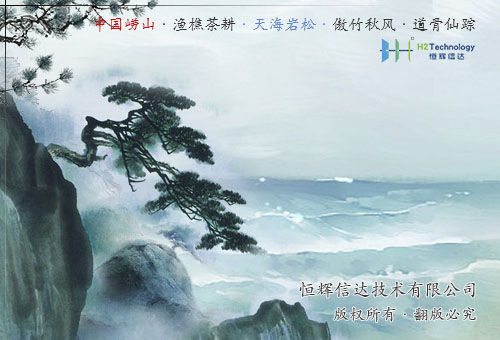 中国崂山·渔樵茶耕·天海岩松·傲竹秋风·道骨仙踪
H2 Technology
恒辉信达
恒辉信达技术有限公司
版权所有·翻版必究